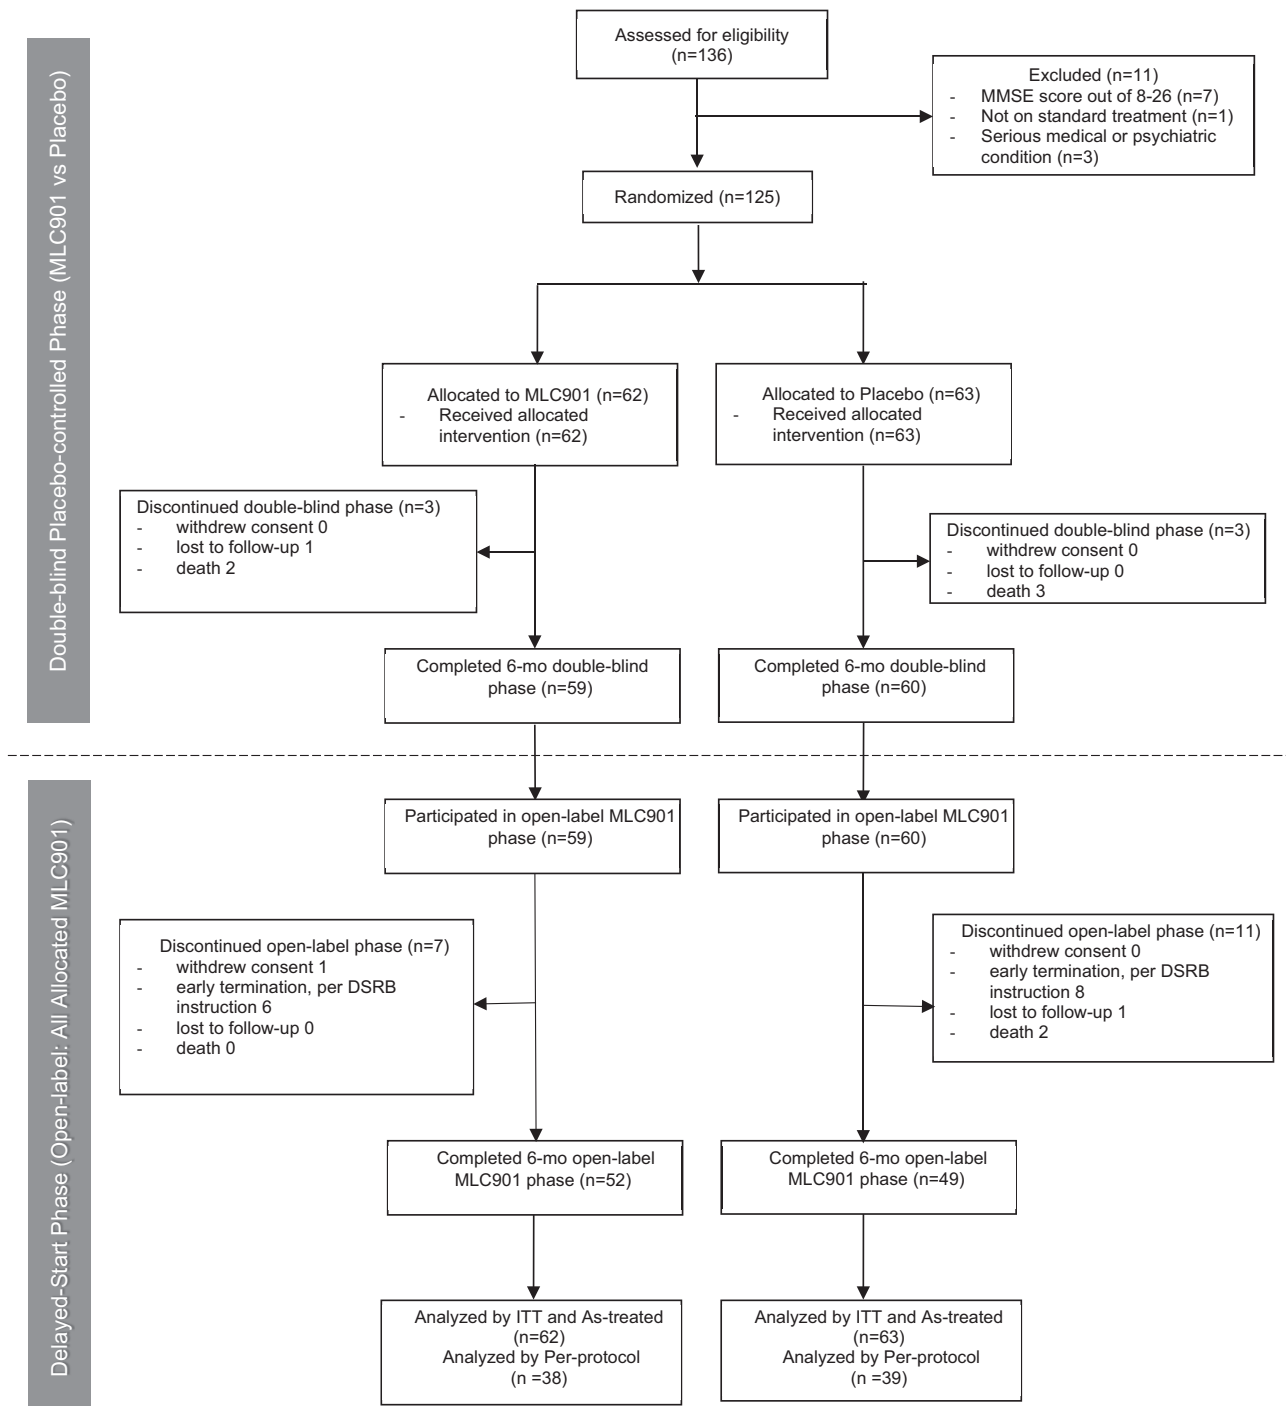 Double-blind Placebo-controlled Phase (MLC901 vs Placebo)
Assessed for eligibility
(n=136)
Excluded (n=11)
- MMSE score out of 8-26 (n=7)
- Not on standard treatment (n=1)
- Serious medical or psychiatric
condition (n=3)
Randomized (n=125)
Allocated to MLC901 (n=62)
- Received allocated
intervention (n=62)
Allocated to Placebo (n=63)
- Received allocated
intervention (n=63)
Discontinued double-blind phase (n=3)
- withdrew consent 0
- lost to follow-up 1
- death 2
Discontinued double-blind phase (n=3)
- withdrew consent 0
- lost to follow-up 0
- death 3
Completed 6-mo double-blind
phase (n=59)
Completed 6-mo double-blind
phase (n=60)
Delayed-Start Phase (Open-label: All Allocated MLC901)
Participated in open-label MLC901
phase (n=59)
Participated in open-label MLC901
phase (n=60)
Discontinued open-label phase (n=7)
- withdrew consent 1
- early termination, per DSRB
instruction 6
- lost to follow-up 0
- death 0
Discontinued open-label phase (n=11)
- withdrew consent 0
- early termination, per DSRB
instruction 8
- lost to follow-up 1
- death 2
Completed 6-mo open-label
MLC901 phase (n=52)
Completed 6-mo open-label
MLC901 phase (n=49)
Analyzed by ITT and As-treated
(n=62)
Analyzed by Per-protocol
(n =38)
Analyzed by ITT and As-treated
(n=63)
Analyzed by Per-protocol
(n =39)